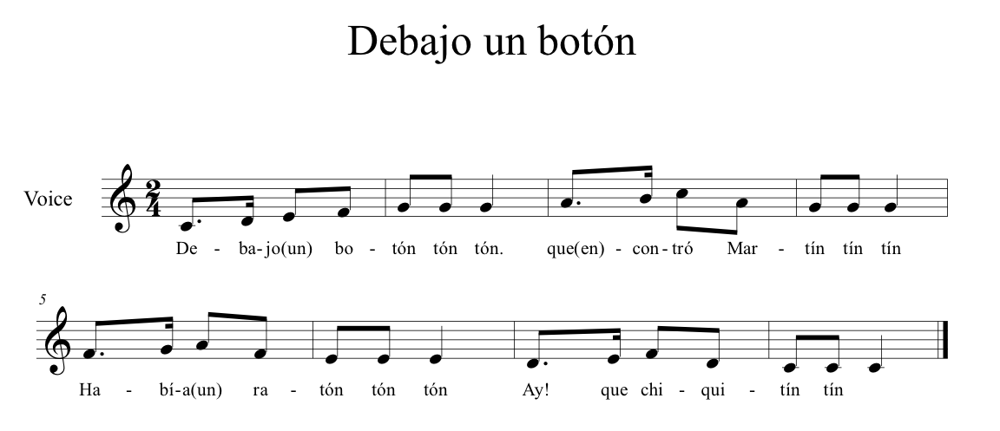 Debajo un botón
Voice
2
4
De - ba-jo(un) bo - tón tón tón. que(en) - con-tró Mar - tín tín tín
5
Ha - bí-a(un) ra - tón tón tón Ay! que chi - qui - tín tín